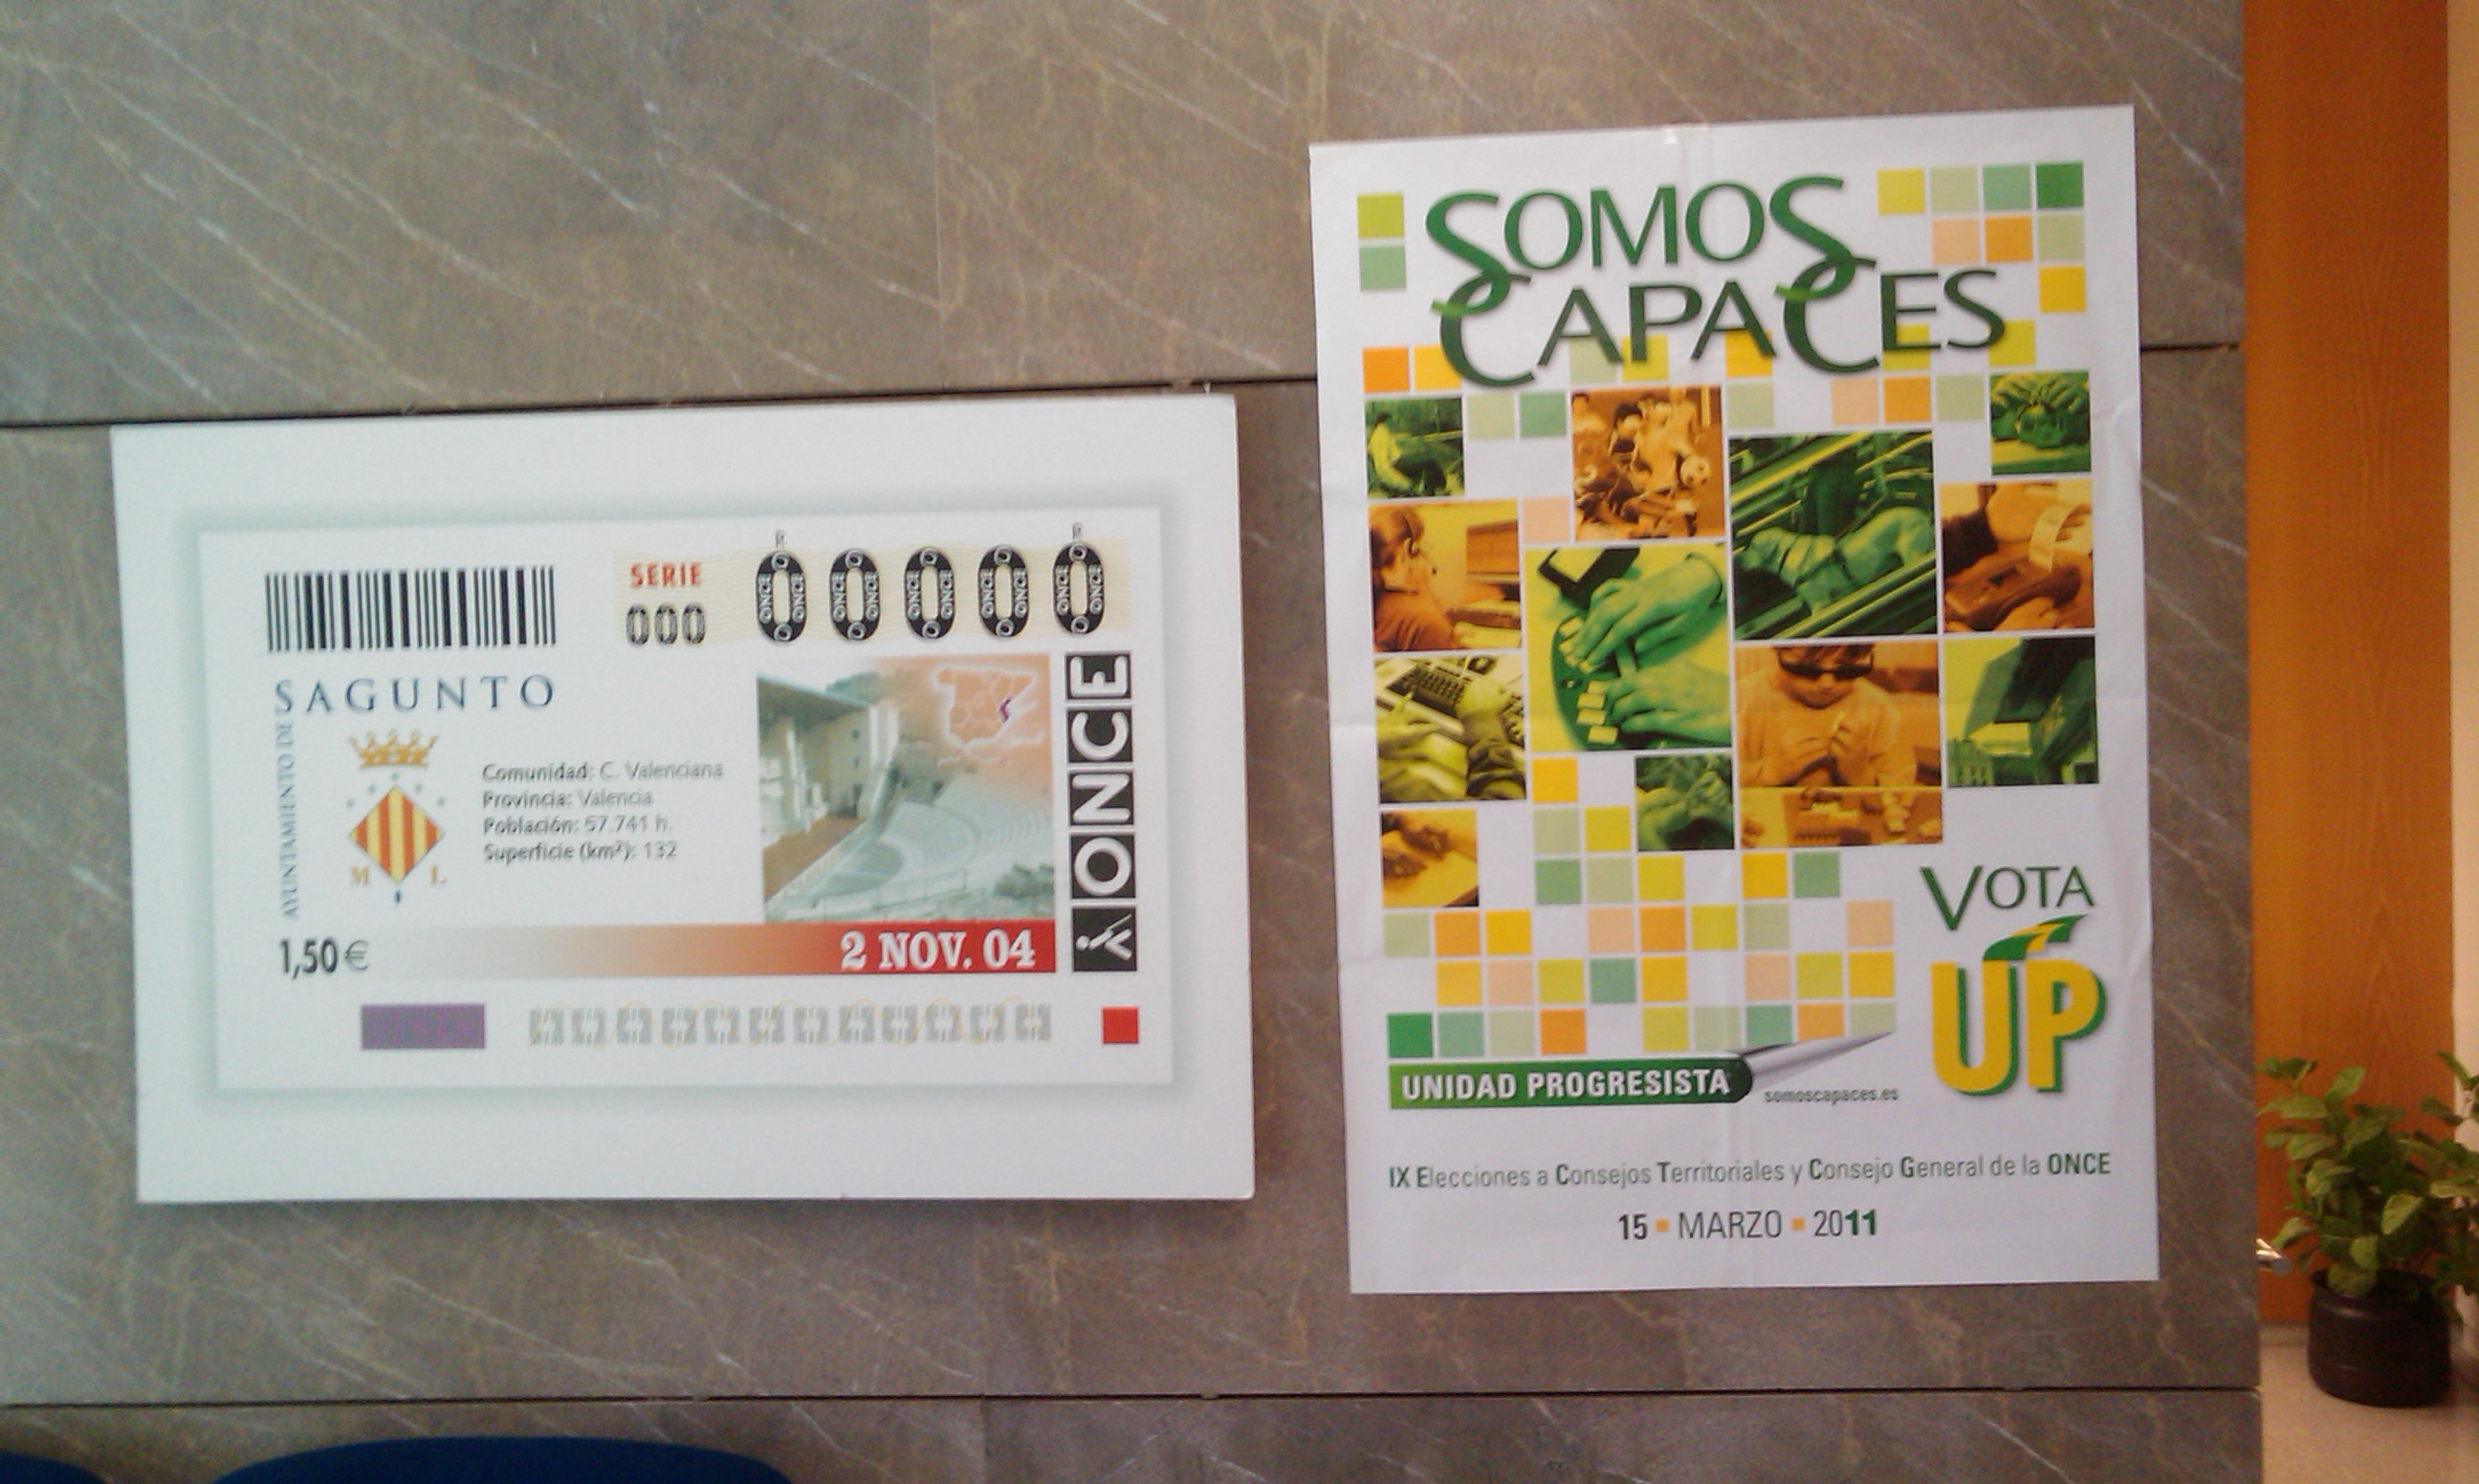 SERIE
000
00000
SAGUNTO
AYUNTAMIENTO DE
Comunidad: C. Valenciana
Provincia: Valencia
Población: 57.741 h.
Superficie (km²): 132
M L
1,50€
2 NOV. 04
ONCE
SOMOS
CAPACES
VOTA
UP
UNIDAD PROGRESISTA
somoscapaces.es
IX Elecciones a Consejos Territoriales y Consejo General de la ONCE
15 ▪ MARZO ▪ 2011